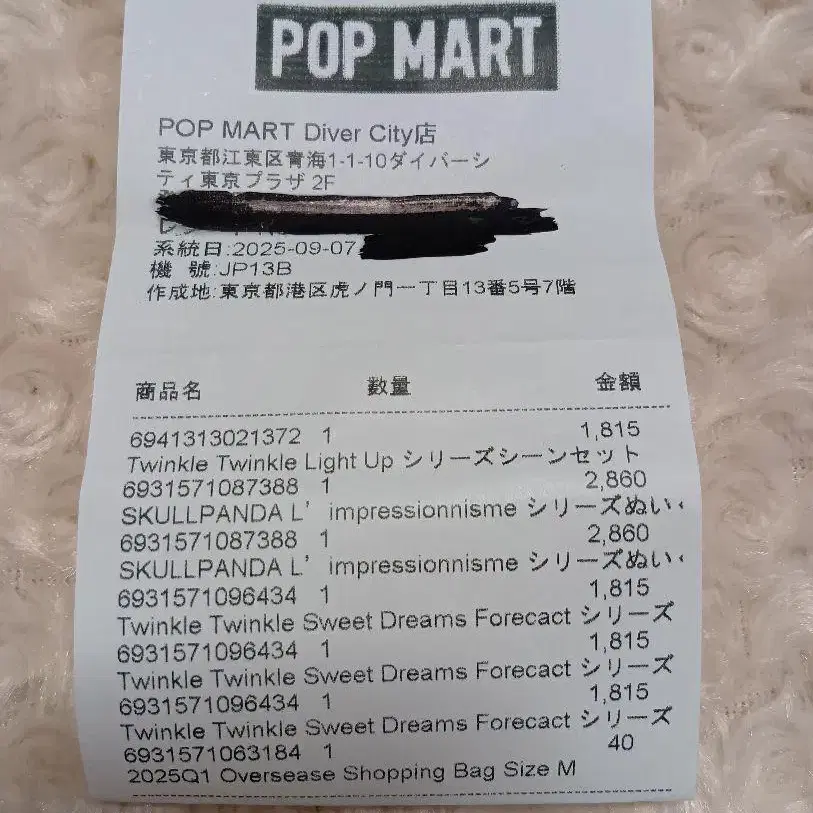 POP MART
POP MART Diver City店
東京都江東区青海1-1-10ダイバーシ
ティ東京プラザ 2F
系統日:2025-09-07
機 號:JP13B
作成地:東京都港区虎ノ門一丁目13番5号7階
商品名 数量 金額
6941313021372 1 1,815
Twinkle Twinkle Light Up シリーズシーンセット
6931571087388 1 2,860
SKULLPANDA L’ impressionnisme シリーズぬい
6931571087388 1 2,860
SKULLPANDA L’ impressionnisme シリーズぬい
6931571096434 1 1,815
Twinkle Twinkle Sweet Dreams Forecact シリーズ
6931571096434 1 1,815
Twinkle Twinkle Sweet Dreams Forecact シリーズ
6931571096434 1 1,815
Twinkle Twinkle Sweet Dreams Forecact シリーズ
6931571063184 1 40
2025Q1 Oversease Shopping Bag Size M